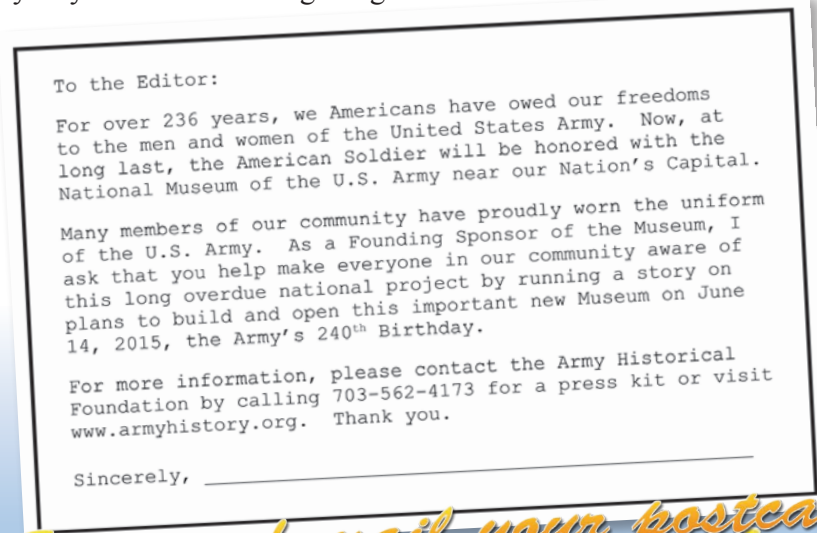 To the Editor:
For over 236 years, we Americans have owed our freedoms
to the men and women of the United States Army. Now, at
long last, the American Soldier will be honored with the
National Museum of the U.S. Army near our Nation's Capital.
Many members of our community have proudly worn the uniform
of the U.S. Army. As a Founding Sponsor of the Museum, I
ask that you help make everyone in our community aware of
this long overdue national project by running a story on
plans to build and open this important new Museum on June
14, 2015, the Army's 240th Birthday.
For more information, please contact the Army Historical
Foundation by calling 703-562-4173 for a press kit or visit
www.armyhistory.org. Thank you.
Sincerely,
mail your postca